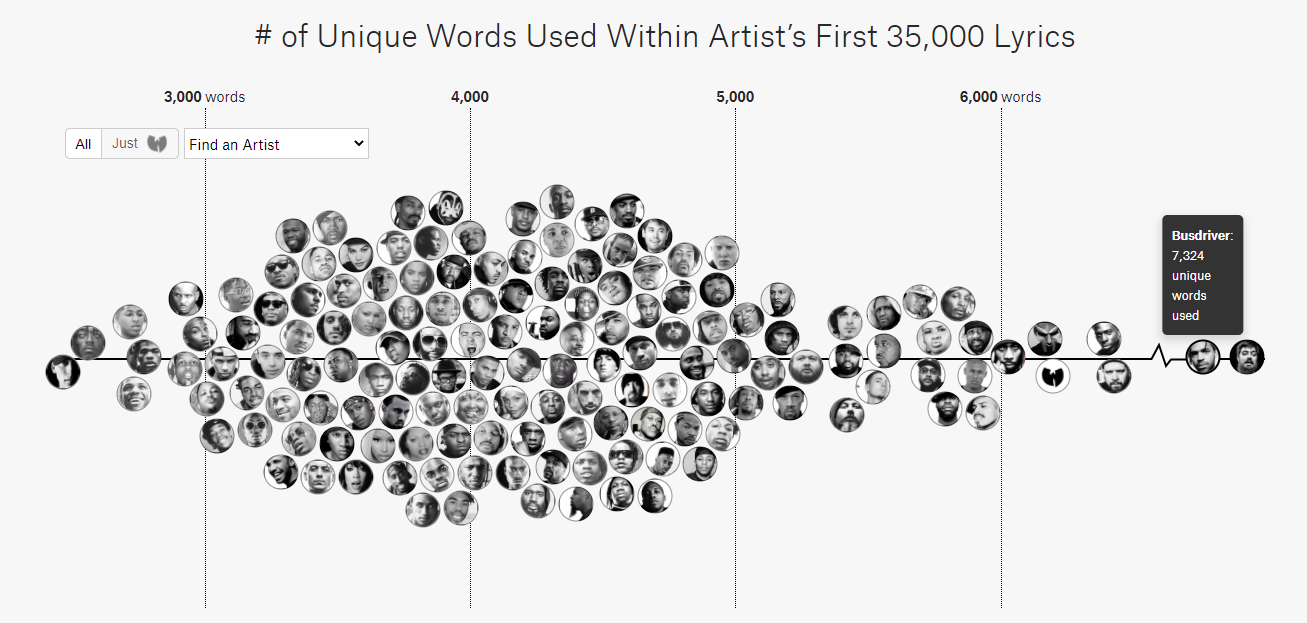 # of Unique Words Used Within Artist’s First 35,000 Lyrics
3,000 words
4,000
5,000
6,000 words
All
Just
Find an Artist
Busdriver:
7,324
unique
words
used